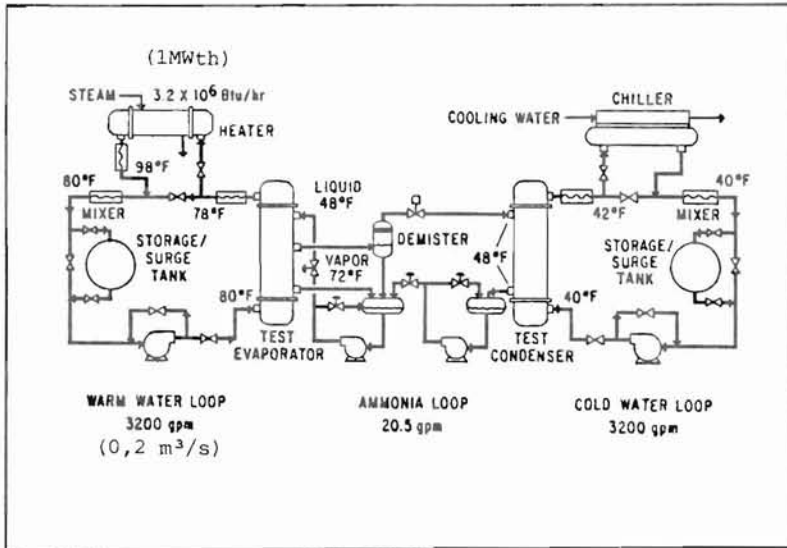 (1MWth)
STEAM
3.2 X 10⁶ Btu/hr
HEATER
98°F
80°F
MIXER
78°F
STORAGE/
SURGE
TANK
80°F
TEST
EVAPORATOR
LIQUID
48°F
VAPOR
72°F
DEMISTER
48°F
TEST
CONDENSER
COOLING WATER
CHILLER
42°F
40°F
MIXER
STORAGE/
SURGE
TANK
40°F
WARM WATER LOOP
3200 gpm
(0,2 m³/s)
AMMONIA LOOP
20.5 gpm
COLD WATER LOOP
3200 gpm